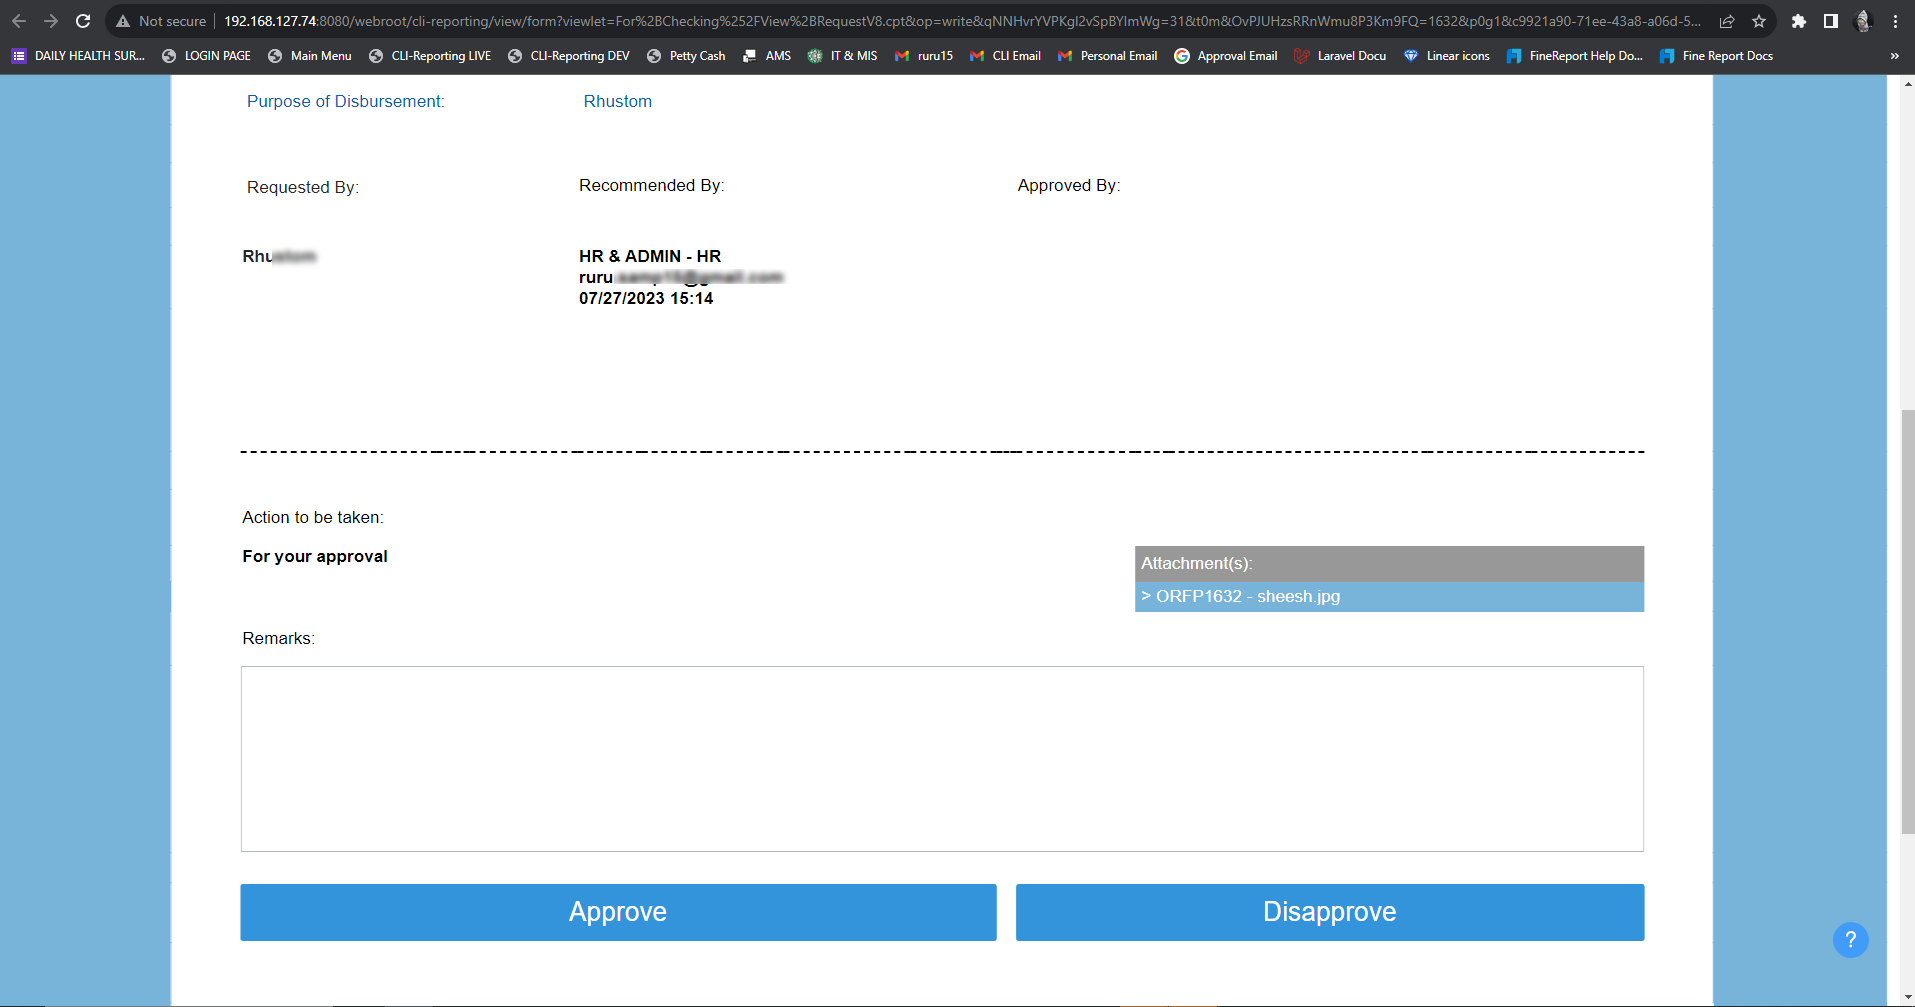 Not secure 192.168.127.74:8080/webroot/cli-reporting/view/form?viewlet=For%2BChecking%252FView%2BRequestV8.cpt&op=write&qNNHvrYVPKgl2vSpBYlmWg=31&t0m&OvPJUHzsRRnWmu8P3Km9FQ=1632&p0g1&c9921a90-71ee-43a8-a06d-5...
DAILY HEALTH SUR... LOGIN PAGE Main Menu CLI-Reporting LIVE CLI-Reporting DEV Petty Cash AMS IT & MIS ruru15 CLI Email Personal Email Approval Email Laravel Docu Linear icons FineReport Help Do... Fine Report Docs »
Purpose of Disbursement: Rhustom
Requested By: Recommended By: Approved By:
Rhu HR & ADMIN - HR
ruru
07/27/2023 15:14
Action to be taken:
For your approval
Attachment(s):
> ORFP1632 - sheesh.jpg
Remarks:
Approve Disapprove
?